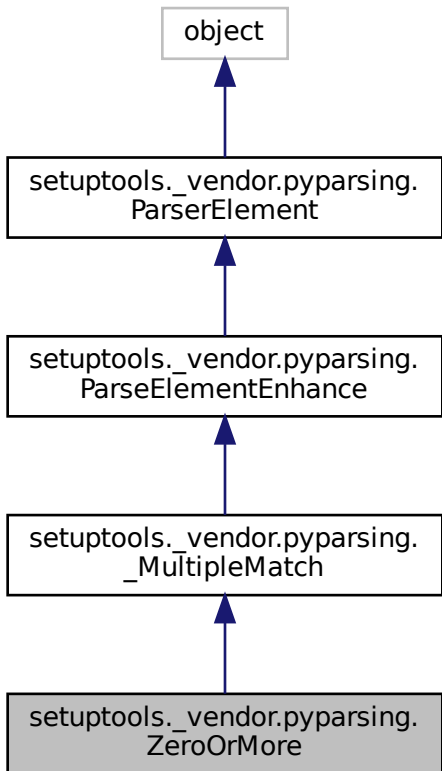 object
setuptools._vendor.pyparsing.
ParserElement
setuptools._vendor.pyparsing.
ParseElementEnhance
setuptools._vendor.pyparsing.
_MultipleMatch
setuptools._vendor.pyparsing.
ZeroOrMore